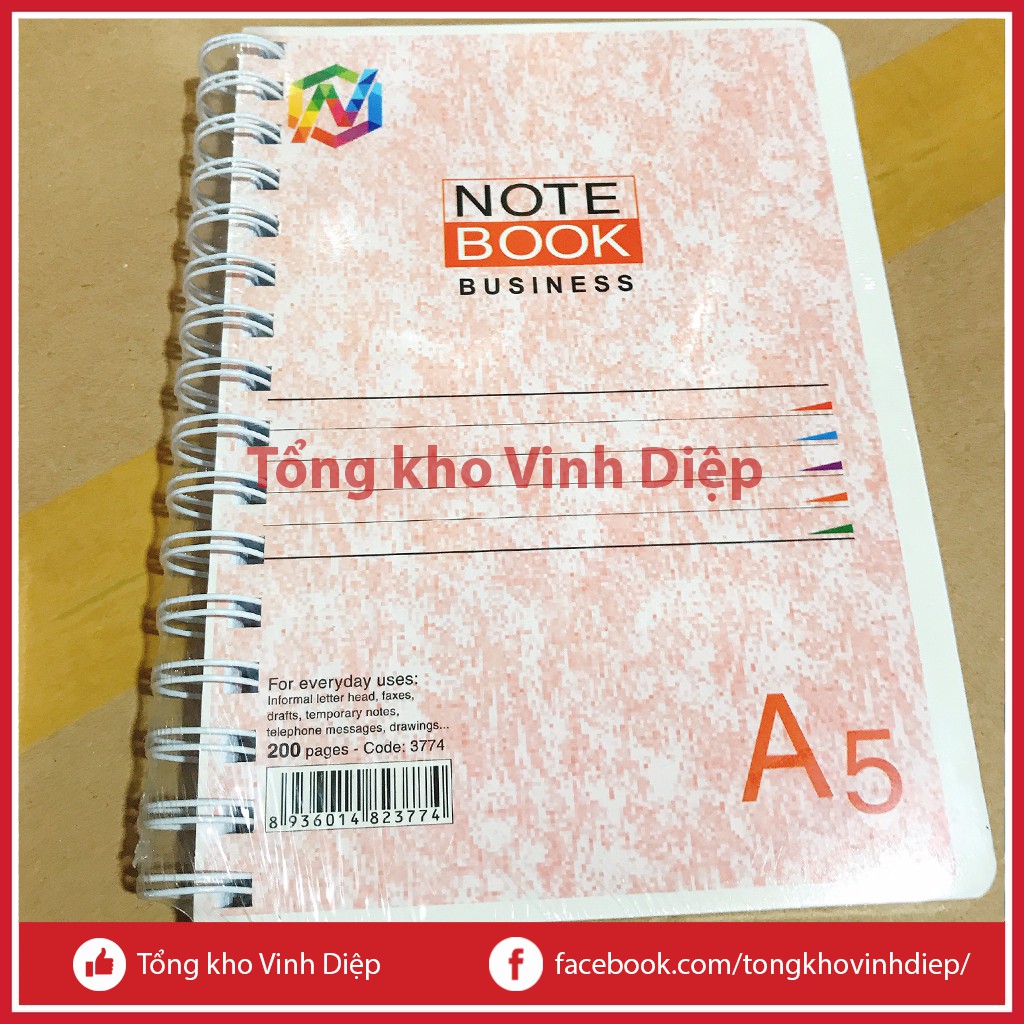 NOTE
BOOK
BUSINESS
Tổng kho Vinh Diệp
For everyday uses:
Informal letter head, faxes,
drafts, temporary notes,
telephone messages, drawings...
200 pages - Code: 3774
8 936014 823774
A5
Tổng kho Vinh Diệp
facebook.com/tongkhovinhdiep/